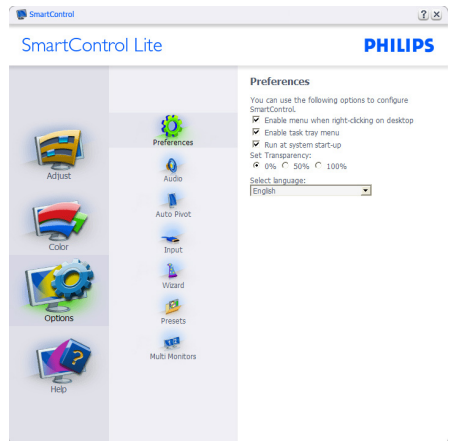 SmartControl
SmartControl Lite
PHILIPS
Adjust
Color
Options
Help
Preferences
Audio
Auto Pivot
Input
Wizard
Presets
Multi Monitors
Preferences
You can use the following options to configure
SmartControl.
Enable menu when right-clicking on desktop
Enable task tray menu
Run at system start-up
Set Transparency:
0% 50% 100%
Select language:
English